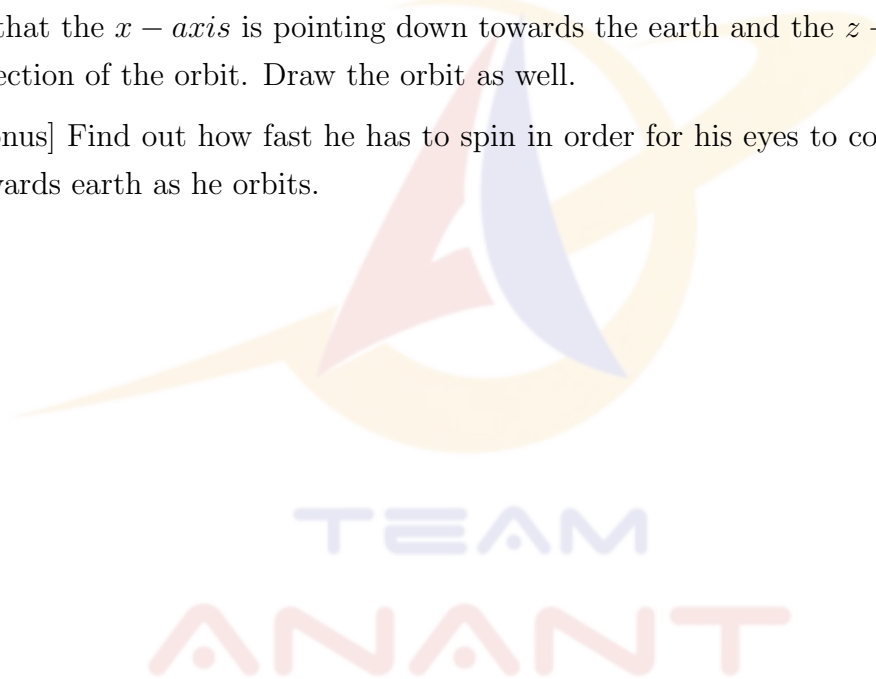 that the x − axis is pointing down towards the earth and the z −
ection of the orbit. Draw the orbit as well.
onus] Find out how fast he has to spin in order for his eyes to co
wards earth as he orbits.
TEAM
ANANT